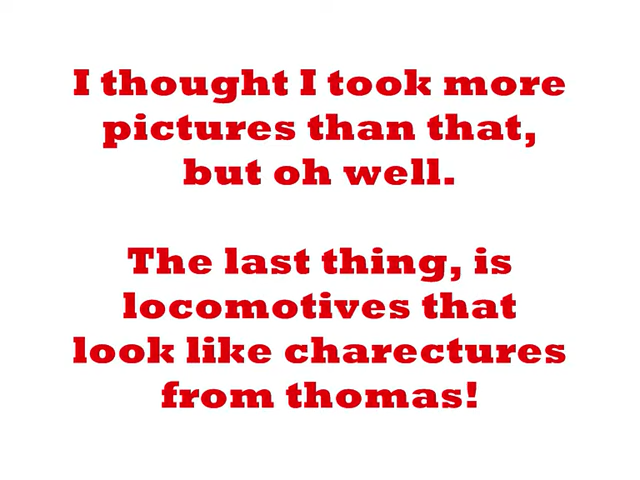 I thought I took more
pictures than that,
but oh well.
The last thing, is
locomotives that
look like charectures
from thomas!